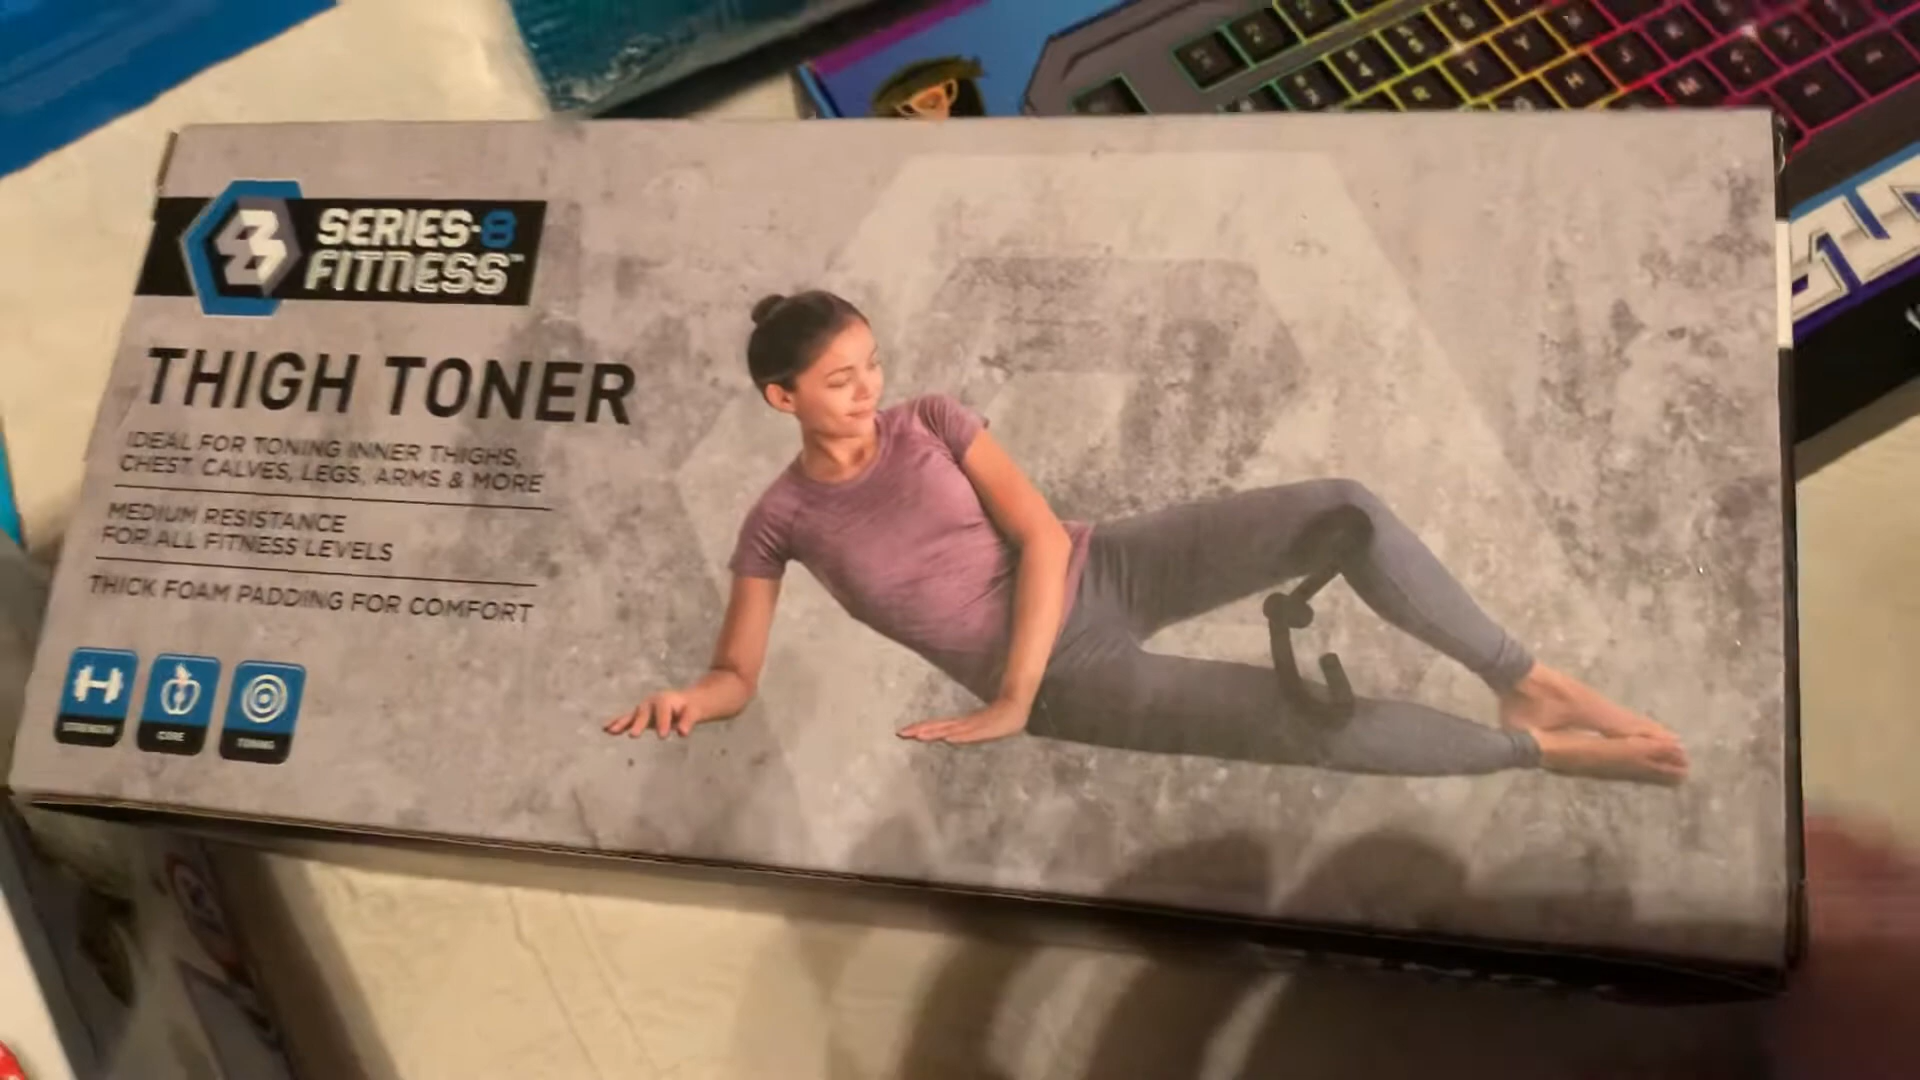 SERIES-8
FITNESS™
THIGH TONER
IDEAL FOR TONING INNER THIGHS,
CHEST, CALVES, LEGS, ARMS & MORE
MEDIUM RESISTANCE
FOR ALL FITNESS LEVELS
THICK FOAM PADDING FOR COMFORT
STRENGTH
CORE
TONING